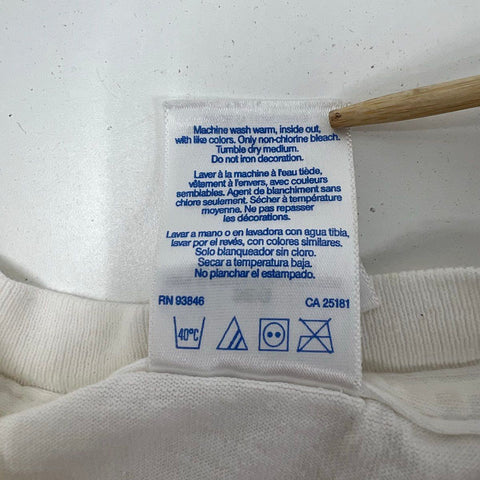 Machine wash warm, inside out,
with like colors. Only non-chlorine bleach.
Tumble dry medium.
Do not iron decoration.
Laver à la machine à l'eau tiède,
vêtement à l'envers, avec couleurs
semblables. Agent de blanchiment sans
chlore seulement. Sécher à température
moyenne. Ne pas repasser
les décorations.
Lavar a mano o en lavadora con agua tibia,
lavar por el revés, con colores similares.
Solo blanqueador sin cloro.
Secar a temperatura baja.
No planchar el estampado.
RN 93846 CA 25181
40°C